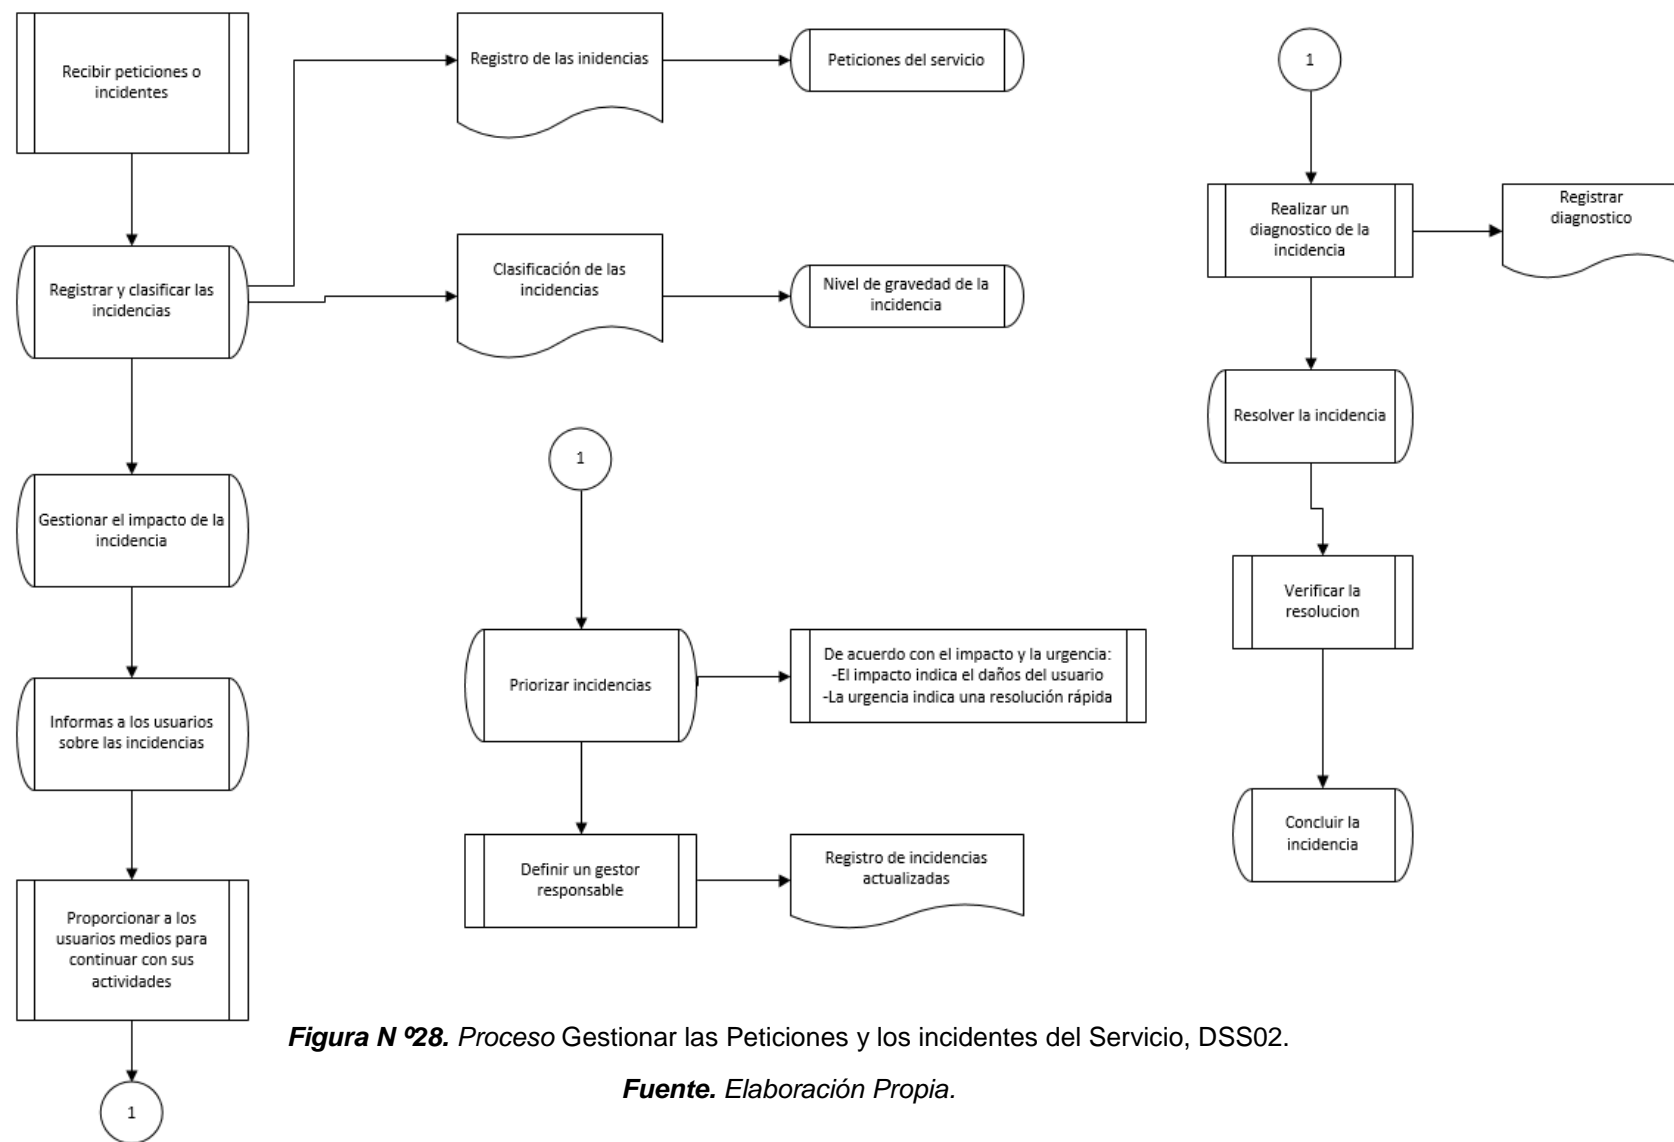 Recibir peticiones o
incidentes
Registro de las inidencias
Peticiones del servicio
Registrar y clasificar las
incidencias
Clasificación de las
incidencias
Nivel de gravedad de la
incidencia
Gestionar el impacto de la
incidencia
Informas a los usuarios
sobre las incidencias
Proporcionar a los
usuarios medios para
continuar con sus
actividades
1
1
Priorizar incidencias
De acuerdo con el impacto y la urgencia:
-El impacto indica el daños del usuario
-La urgencia indica una resolución rápida
Definir un gestor
responsable
Registro de incidencias
actualizadas
1
Realizar un
diagnostico de la
incidencia
Registrar
diagnostico
Resolver la incidencia
Verificar la
resolucion
Concluir la
incidencia
Figura N º28. Proceso Gestionar las Peticiones y los incidentes del Servicio, DSS02.
Fuente. Elaboración Propia.